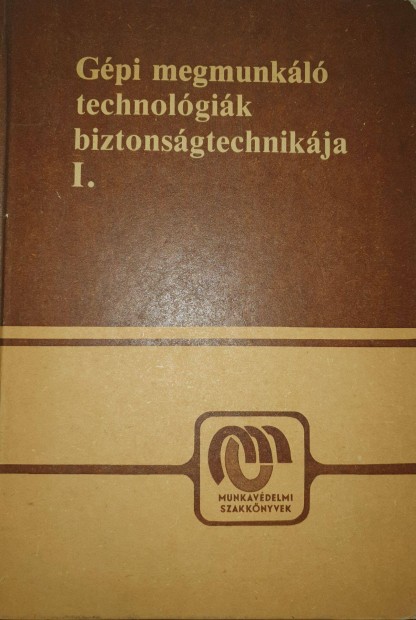 Gépi megmunkáló
technológiák
biztonságtechnikája
I.
MUNKAVÉDELMI
SZAKKÖNYVEK